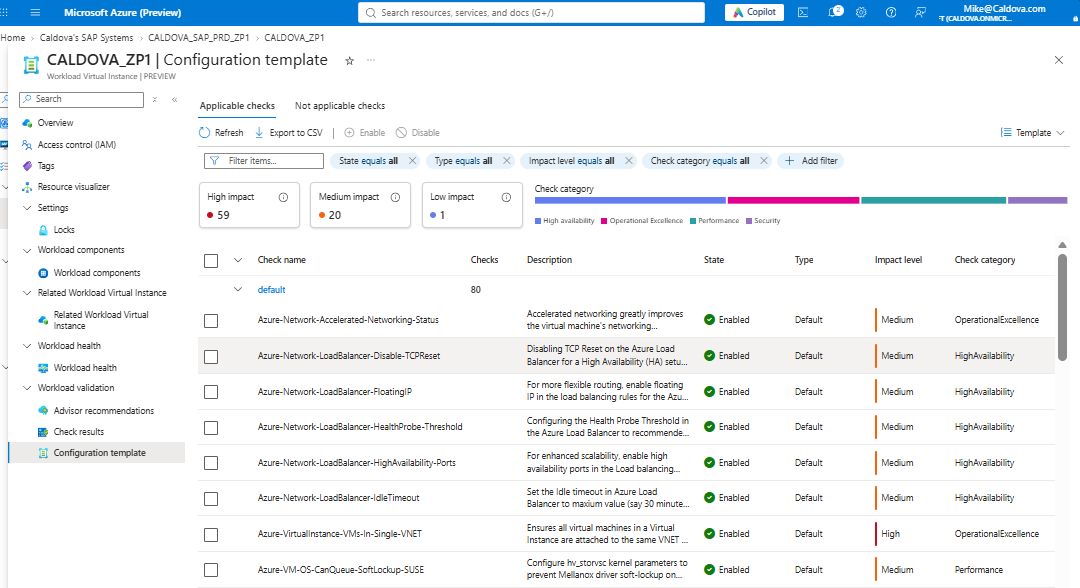 Microsoft Azure (Preview)
Search resources, services, and docs (G+/)
Copilot
2
Mike@Caldova.com
(CALDOVA.ONMICR...
Home > Caldova's SAP Systems > CALDOVA_SAP_PRD_ZP1 > CALDOVA_ZP1
CALDOVA_ZP1 | Configuration template
Workload Virtual Instance | PREVIEW
Search
Overview
Access control (IAM)
Tags
Resource visualizer
Settings
Locks
Workload components
Workload components
Related Workload Virtual Instance
Related Workload Virtual
Instance
Workload health
Workload health
Workload validation
Advisor recommendations
Check results
Configuration template
Applicable checks Not applicable checks
Refresh Export to CSV Enable Disable Template
Filter items... State equals all Type equals all Impact level equals all Check category equals all Add filter
High impact
59
Medium impact
20
Low impact
1
Check category
High availability Operational Excellence Performance Security
Check name Checks Description State Type Impact level Check category
default 80
Azure-Network-Accelerated-Networking-Status Accelerated networking greatly improves Enabled Default Medium OperationalExcellence
the virtual machine's networking...
Azure-Network-LoadBalancer-Disable-TCPReset Disabling TCP Reset on the Azure Load Enabled Default Medium HighAvailability
Balancer for a High Availability (HA) setu...
Azure-Network-LoadBalancer-FloatingIP For more flexible routing, enable floating Enabled Default Medium HighAvailability
IP in the load balancing rules for the Azu...
Azure-Network-LoadBalancer-HealthProbe-Threshold Configuring the Health Probe Threshold in Enabled Default Medium HighAvailability
the Azure Load Balancer to recommende...
Azure-Network-LoadBalancer-HighAvailability-Ports For enhanced scalability, enable high Enabled Default Medium HighAvailability
availability ports in the Load balancing...
Azure-Network-LoadBalancer-IdleTimeout Set the Idle timeout in Azure Load Enabled Default Medium HighAvailability
Balancer to maxium value (say 30 minute...
Azure-VirtualInstance-VMs-In-Single-VNET Ensures all virtual machines in a Virtual Enabled Default High OperationalExcellence
Instance are attached to the same VNET ...
Azure-VM-OS-CanQueue-SoftLockup-SUSE Configure hv_storvsc kernel parameters to Enabled Default Medium Performance
prevent Mellanox driver soft-lockup on...